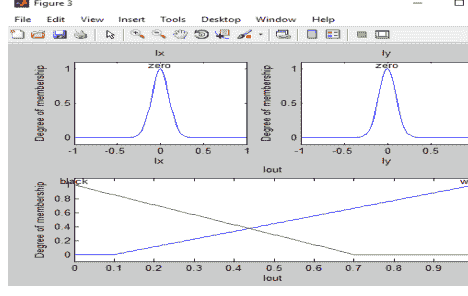 Figure 3
File Edit View Insert Tools Desktop Window Help
Ix Iy
zero zero
Degree of membership Degree of membership
1 1
0.5 0.5
0 0
-1 -0.5 0 0.5 1 -1 -0.5 0 0.5
Ix Iy
Iout
black w
Degree of membership
1
0.8
0.6
0.4
0.2
0
0 0.1 0.2 0.3 0.4 0.5 0.6 0.7 0.8 0.9
Iout